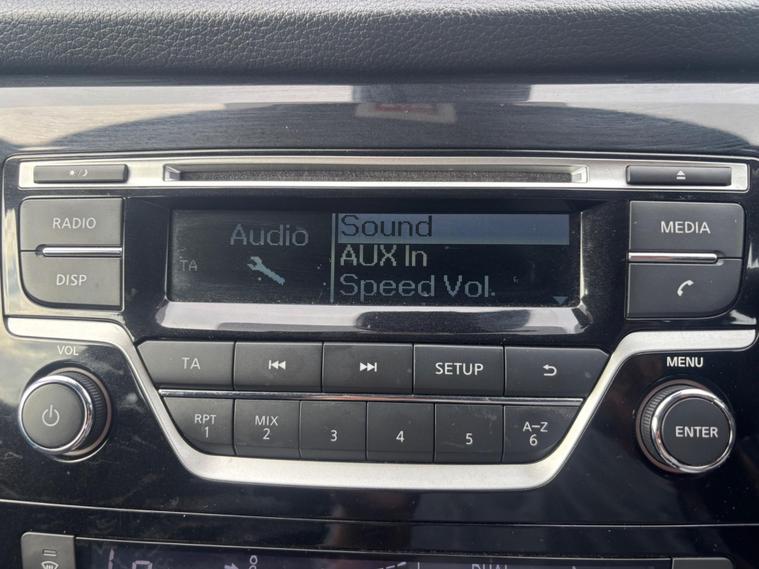 RADIO
MEDIA
DISP
TA
Audio
Sound
AUX In
Speed Vol.
VOL
MENU
TA
SETUP
RPT
1
MIX
2
3
4
5
A–Z
6
ENTER
DUAL